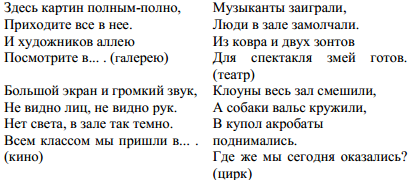 Здесь картин полным-полно,
Приходите все в нее.
И художников аллею
Посмотрите в... . (галерею)
Большой экран и громкий звук,
Не видно лиц, не видно рук.
Нет света, в зале так темно.
Всем классом мы пришли в... .
(кино)
Музыканты заиграли,
Люди в зале замолчали.
Из ковра и двух зонтов
Для спектакля змей готов.
(театр)
Клоуны весь зал смешили,
А собаки вальс кружили,
В купол акробаты
поднимались.
Где же мы сегодня оказались?
(цирк)